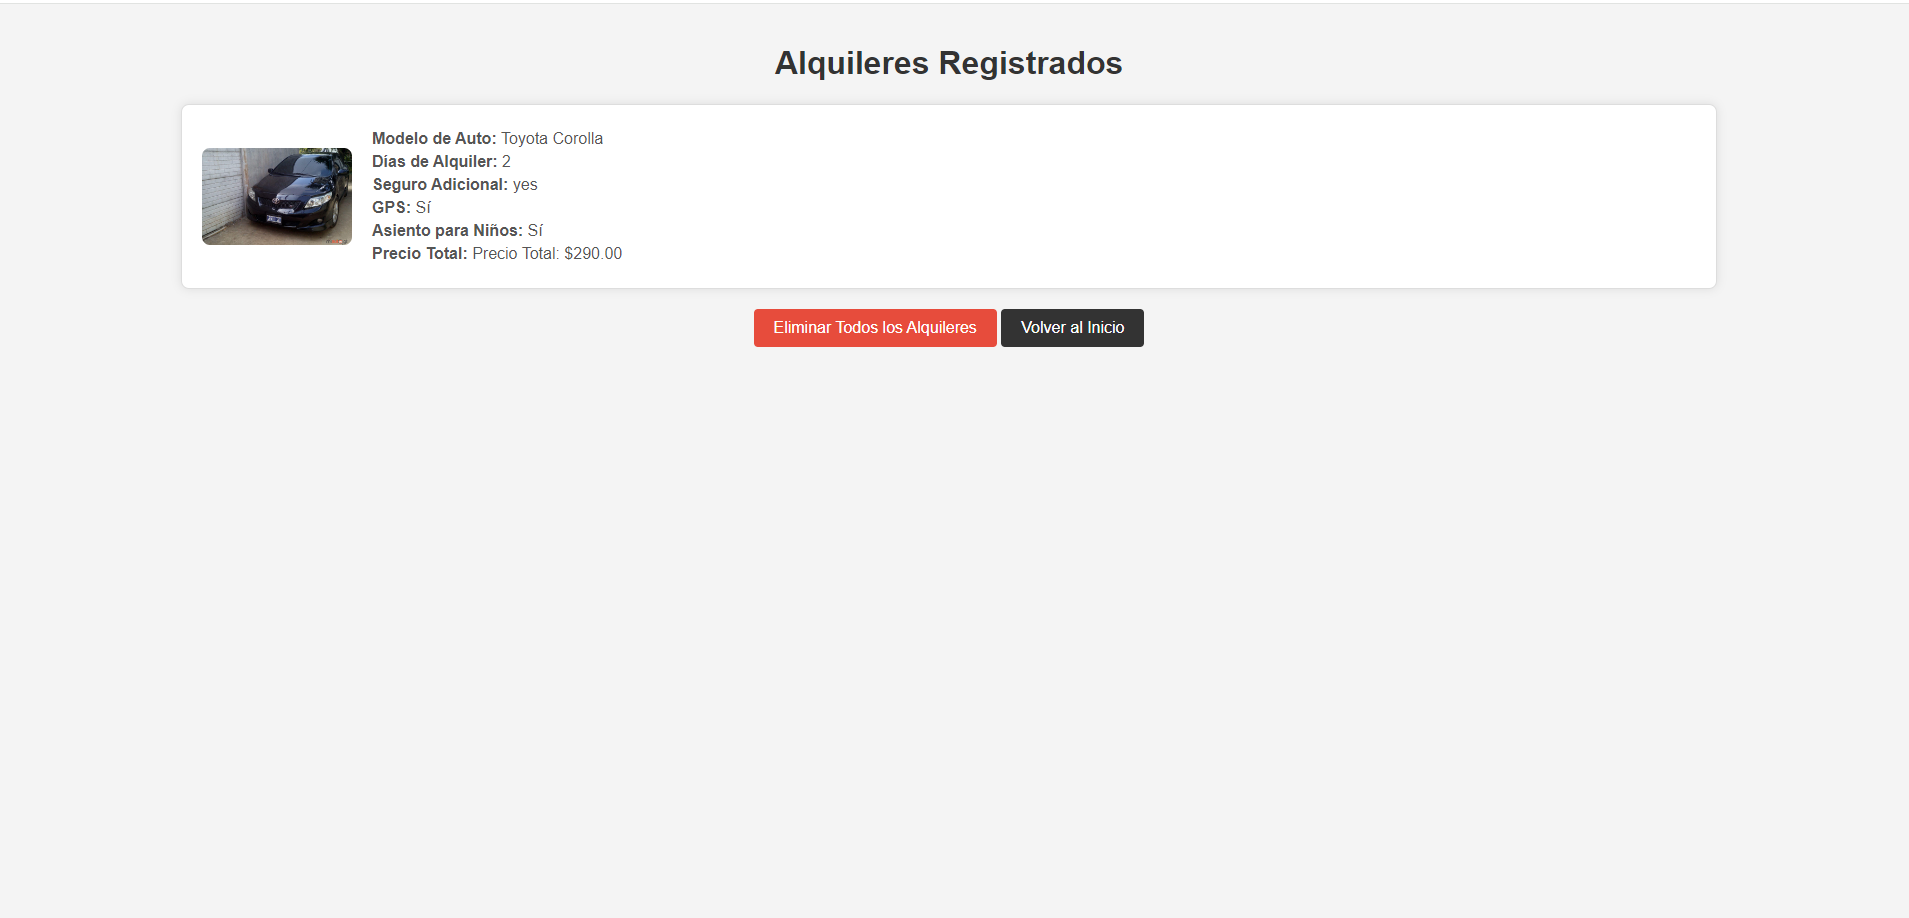 Alquileres Registrados
Modelo de Auto: Toyota Corolla
Días de Alquiler: 2
Seguro Adicional: yes
GPS: Sí
Asiento para Niños: Sí
Precio Total: Precio Total: $290.00
Eliminar Todos los Alquileres
Volver al Inicio